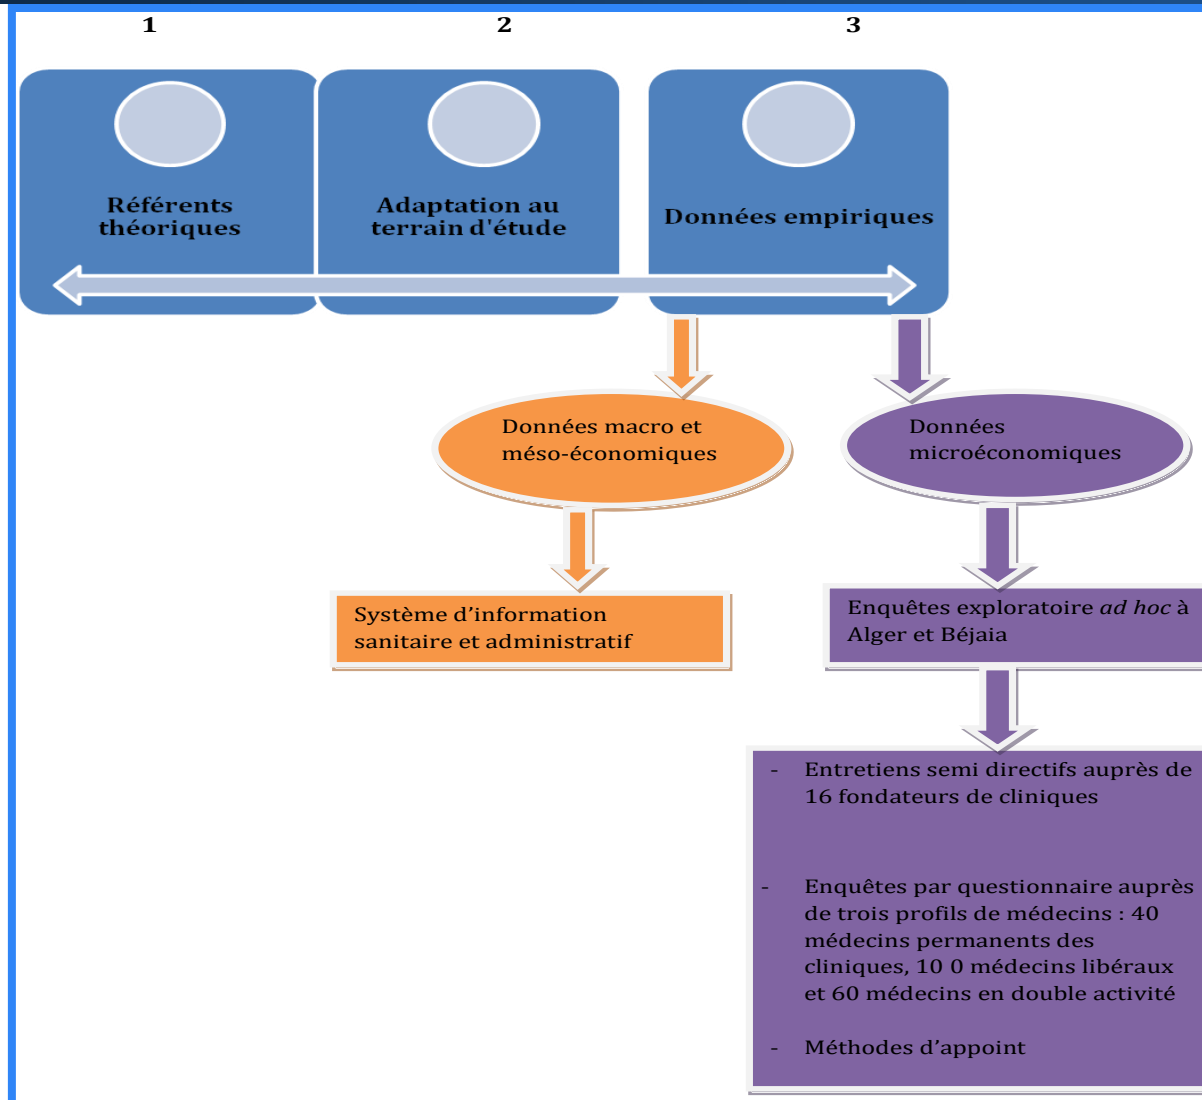 1
2
3
Référents
théoriques
Adaptation au
terrain d'étude
Données empiriques
Données macro et
méso-économiques
Données
microéconomiques
Système d’information
sanitaire et administratif
Enquêtes exploratoire ad hoc à
Alger et Béjaia
- Entretiens semi directifs auprès de
16 fondateurs de cliniques
- Enquêtes par questionnaire auprès
de trois profils de médecins : 40
médecins permanents des
cliniques, 10 0 médecins libéraux
et 60 médecins en double activité
- Méthodes d’appoint